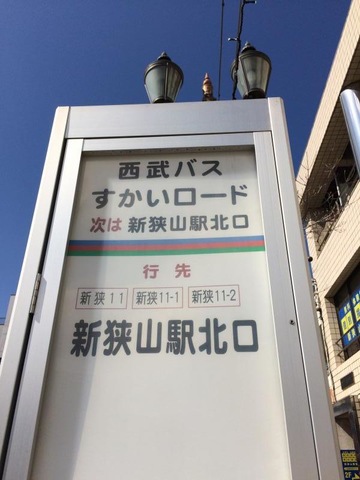 西武バス
すかいロード
次は 新狭山駅北口
行先
新狭11 新狭11-1 新狭11-2
新狭山駅北口
2F